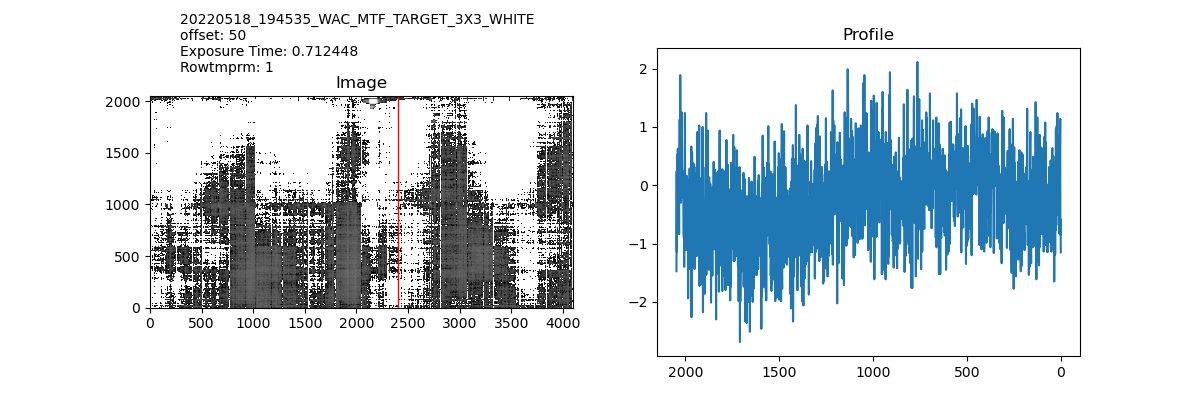 20220518_194535_WAC_MTF_TARGET_3X3_WHITE
offset: 50
Exposure Time: 0.712448
Rowtmprm: 1
Image
2000
1500
1000
500
0
0 500 1000 1500 2000 2500 3000 3500 4000
Profile
2
1
0
−1
−2
2000 1500 1000 500 0